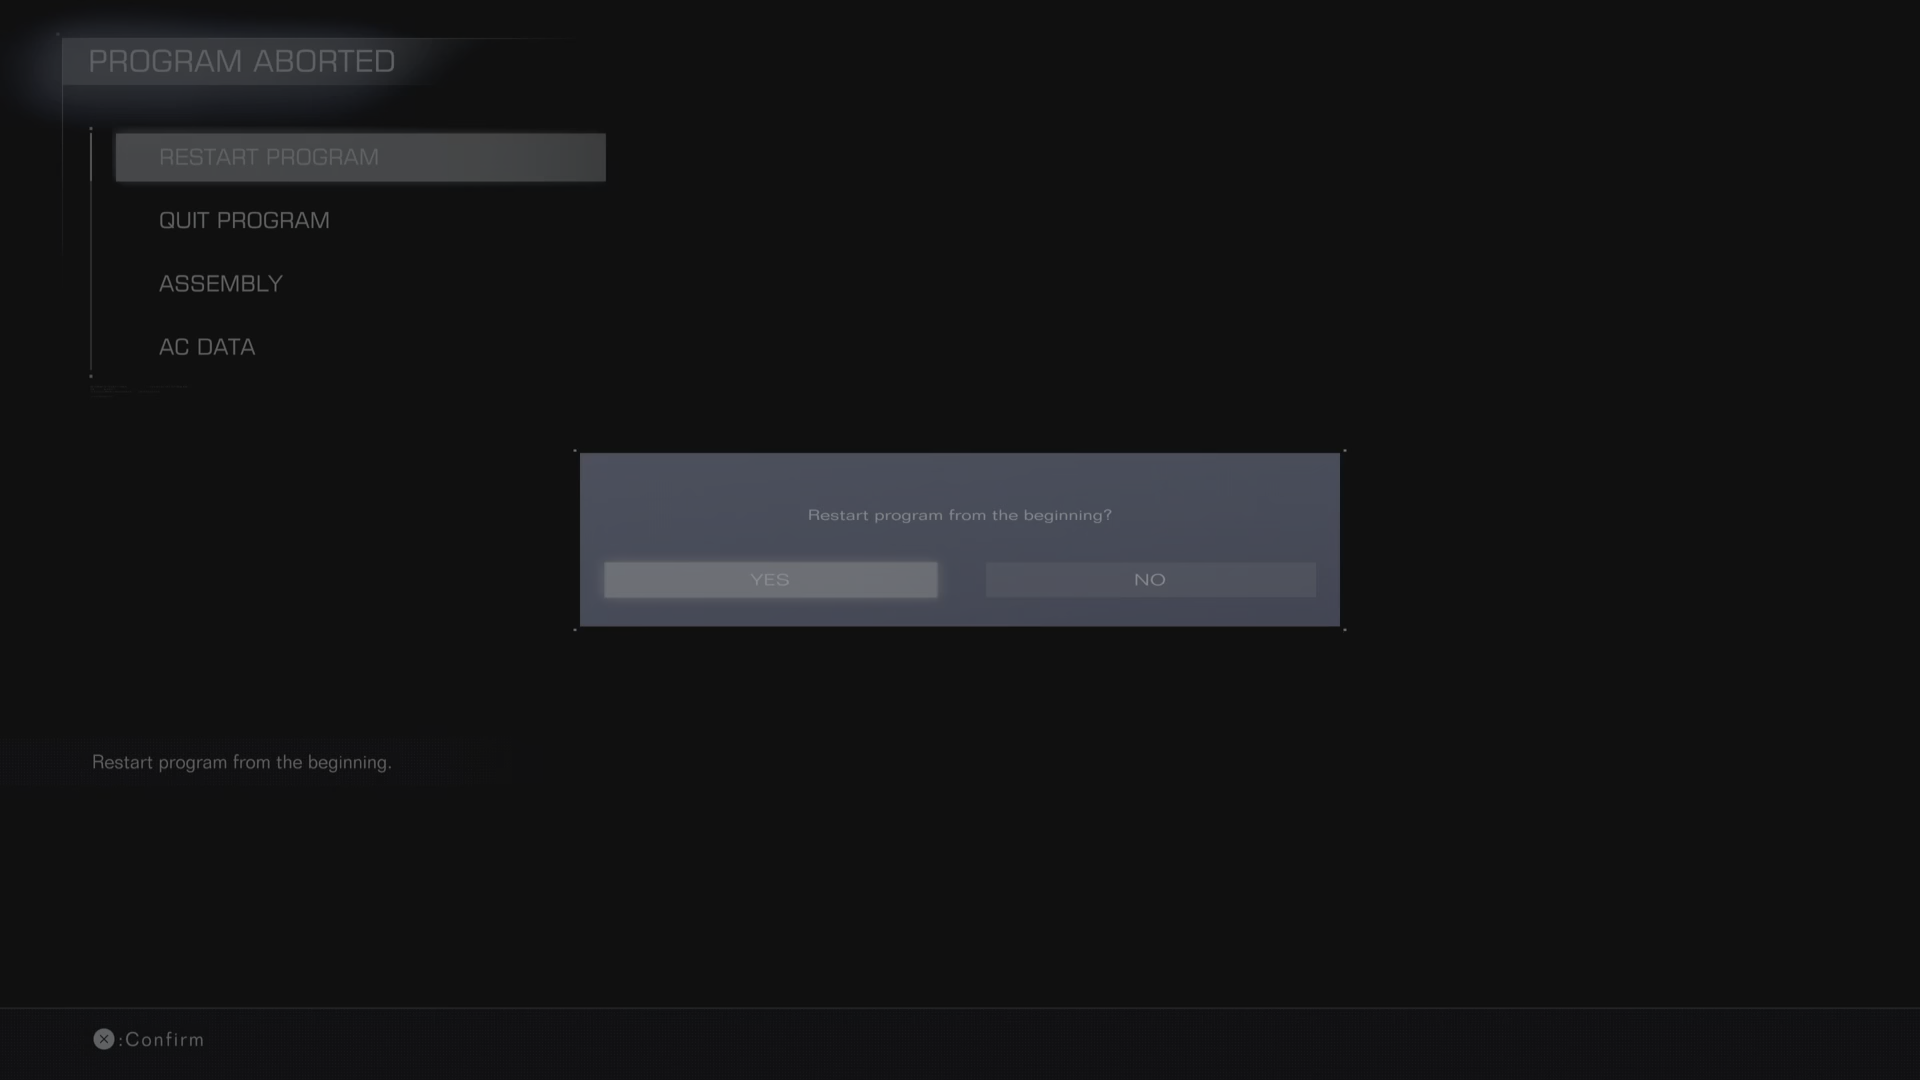 PROGRAM ABORTED
RESTART PROGRAM
QUIT PROGRAM
ASSEMBLY
AC DATA
Restart program from the beginning?
YES
NO
Restart program from the beginning.
:Confirm